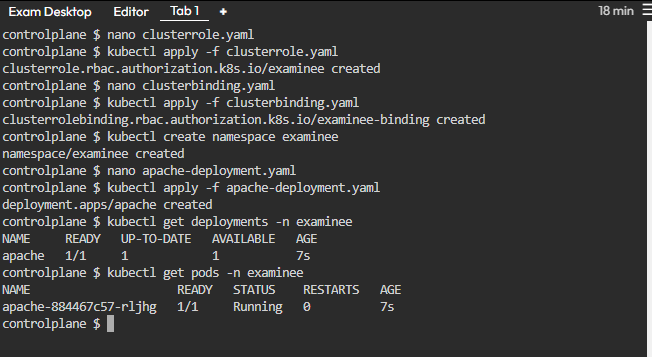 Exam Desktop Editor Tab 1 + 18 min
controlplane $ nano clusterrole.yaml
controlplane $ kubectl apply -f clusterrole.yaml
clusterrole.rbac.authorization.k8s.io/examinee created
controlplane $ nano clusterbinding.yaml
controlplane $ kubectl apply -f clusterbinding.yaml
clusterrolebinding.rbac.authorization.k8s.io/examinee-binding created
controlplane $ kubectl create namespace examinee
namespace/examinee created
controlplane $ nano apache-deployment.yaml
controlplane $ kubectl apply -f apache-deployment.yaml
deployment.apps/apache created
controlplane $ kubectl get deployments -n examinee
NAME READY UP-TO-DATE AVAILABLE AGE
apache 1/1 1 1 7s
controlplane $ kubectl get pods -n examinee
NAME READY STATUS RESTARTS AGE
apache-884467c57-rljhg 1/1 Running 0 7s
controlplane $